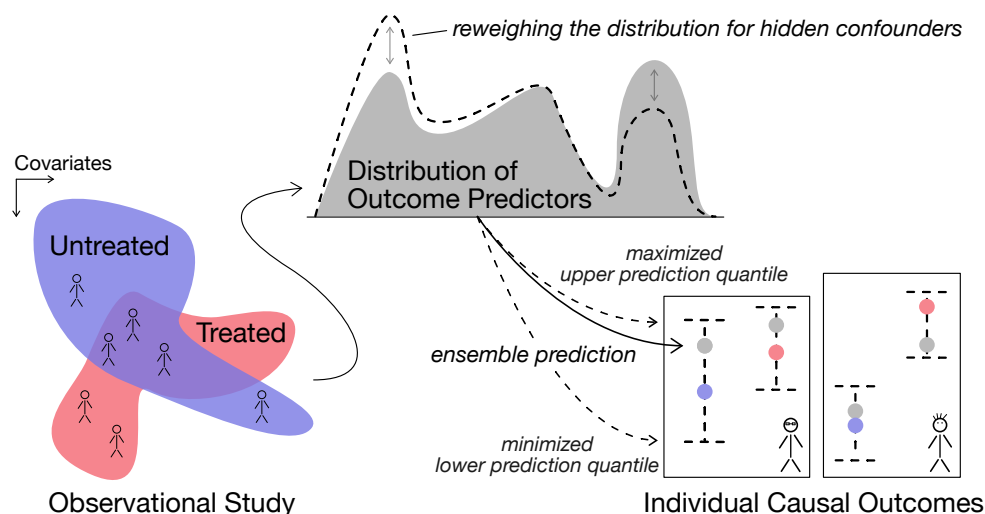 reweighing the distribution for hidden confounders
Distribution of
Outcome Predictors
Covariates
Untreated
Treated
maximized
upper prediction quantile
ensemble prediction
minimized
lower prediction quantile
Observational Study
Individual Causal Outcomes